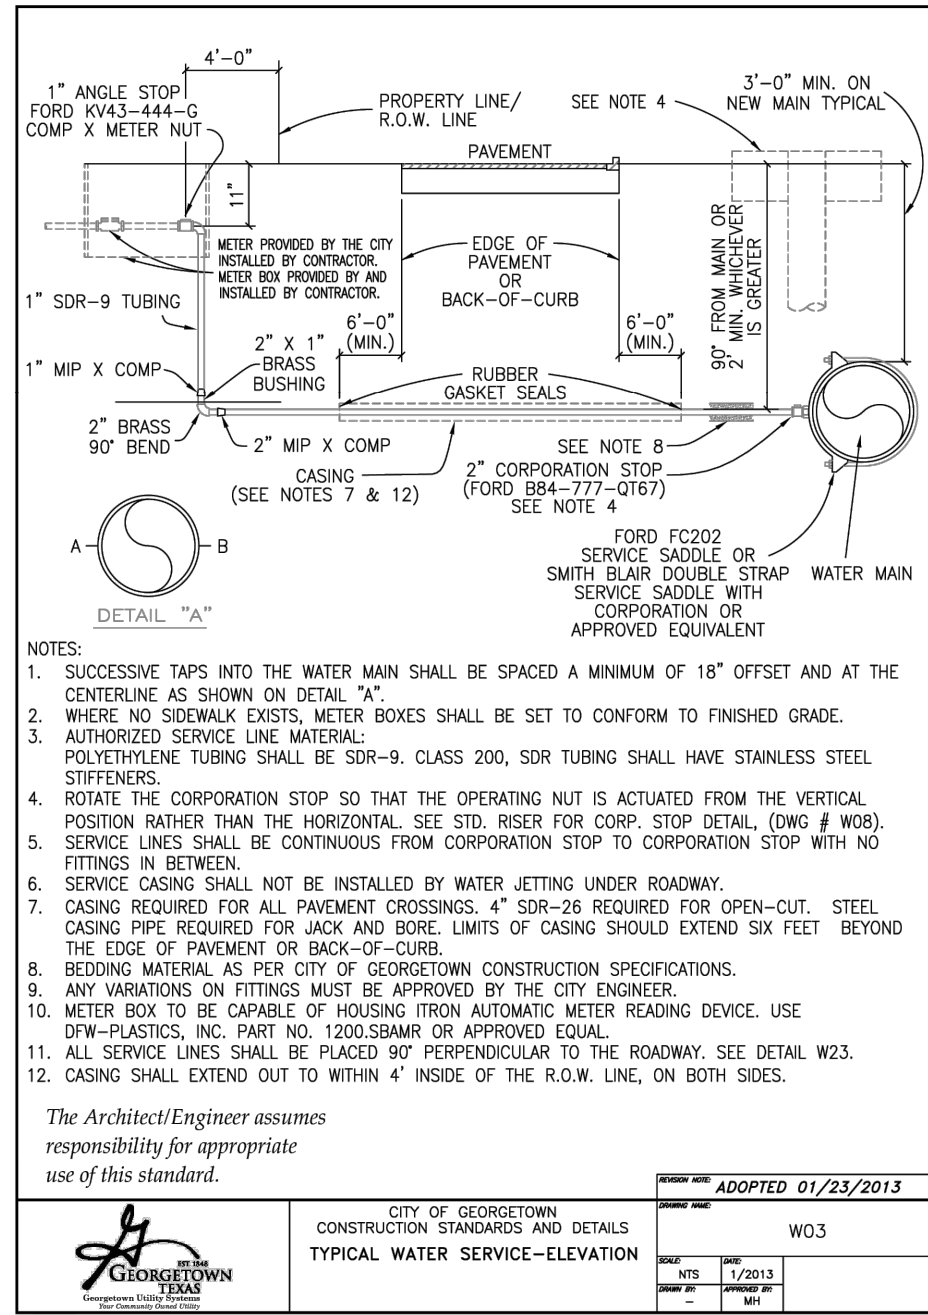 4'-0"
1" ANGLE STOP
FORD KV43-444-G
COMP X METER NUT
PROPERTY LINE/
R.O.W. LINE
SEE NOTE 4
3'-0" MIN. ON
NEW MAIN TYPICAL
PAVEMENT
11"
METER PROVIDED BY THE CITY
INSTALLED BY CONTRACTOR.
METER BOX PROVIDED BY AND
INSTALLED BY CONTRACTOR.
EDGE OF
PAVEMENT
OR
BACK-OF-CURB
90° FROM MAIN OR
2' MIN. WHICHEVER
IS GREATER
1" SDR-9 TUBING
6'-0"
(MIN.)
6'-0"
(MIN.)
2" X 1"
BRASS
BUSHING
1" MIP X COMP
RUBBER
GASKET SEALS
2" BRASS
90° BEND
2" MIP X COMP
SEE NOTE 8
CASING
(SEE NOTES 7 & 12)
2" CORPORATION STOP
(FORD B84-777-QT67)
SEE NOTE 4
A
B
DETAIL "A"
FORD FC202
SERVICE SADDLE OR
SMITH BLAIR DOUBLE STRAP
SERVICE SADDLE WITH
CORPORATION OR
APPROVED EQUIVALENT
WATER MAIN
NOTES:
1. SUCCESSIVE TAPS INTO THE WATER MAIN SHALL BE SPACED A MINIMUM OF 18" OFFSET AND AT THE
CENTERLINE AS SHOWN ON DETAIL "A".
2. WHERE NO SIDEWALK EXISTS, METER BOXES SHALL BE SET TO CONFORM TO FINISHED GRADE.
3. AUTHORIZED SERVICE LINE MATERIAL:
POLYETHYLENE TUBING SHALL BE SDR-9. CLASS 200, SDR TUBING SHALL HAVE STAINLESS STEEL
STIFFENERS.
4. ROTATE THE CORPORATION STOP SO THAT THE OPERATING NUT IS ACTUATED FROM THE VERTICAL
POSITION RATHER THAN THE HORIZONTAL. SEE STD. RISER FOR CORP. STOP DETAIL, (DWG # W08).
5. SERVICE LINES SHALL BE CONTINUOUS FROM CORPORATION STOP TO CORPORATION STOP WITH NO
FITTINGS IN BETWEEN.
6. SERVICE CASING SHALL NOT BE INSTALLED BY WATER JETTING UNDER ROADWAY.
7. CASING REQUIRED FOR ALL PAVEMENT CROSSINGS. 4" SDR-26 REQUIRED FOR OPEN-CUT. STEEL
CASING PIPE REQUIRED FOR JACK AND BORE. LIMITS OF CASING SHOULD EXTEND SIX FEET BEYOND
THE EDGE OF PAVEMENT OR BACK-OF-CURB.
8. BEDDING MATERIAL AS PER CITY OF GEORGETOWN CONSTRUCTION SPECIFICATIONS.
9. ANY VARIATIONS ON FITTINGS MUST BE APPROVED BY THE CITY ENGINEER.
10. METER BOX TO BE CAPABLE OF HOUSING ITRON AUTOMATIC METER READING DEVICE. USE
DFW-PLASTICS, INC. PART NO. 1200.SBAMR OR APPROVED EQUAL.
11. ALL SERVICE LINES SHALL BE PLACED 90° PERPENDICULAR TO THE ROADWAY. SEE DETAIL W23.
12. CASING SHALL EXTEND OUT TO WITHIN 4' INSIDE OF THE R.O.W. LINE, ON BOTH SIDES.
The Architect/Engineer assumes
responsibility for appropriate
use of this standard.
REVISION NOTE:
ADOPTED 01/23/2013
EST. 1848
GEORGETOWN
TEXAS
Georgetown Utility Systems
Your Community Owned Utility
CITY OF GEORGETOWN
CONSTRUCTION STANDARDS AND DETAILS
TYPICAL WATER SERVICE-ELEVATION
DRAWING NAME:
W03
SCALE:
NTS
DATE:
1/2013
DRAWN BY:
-
APPROVED BY:
MH